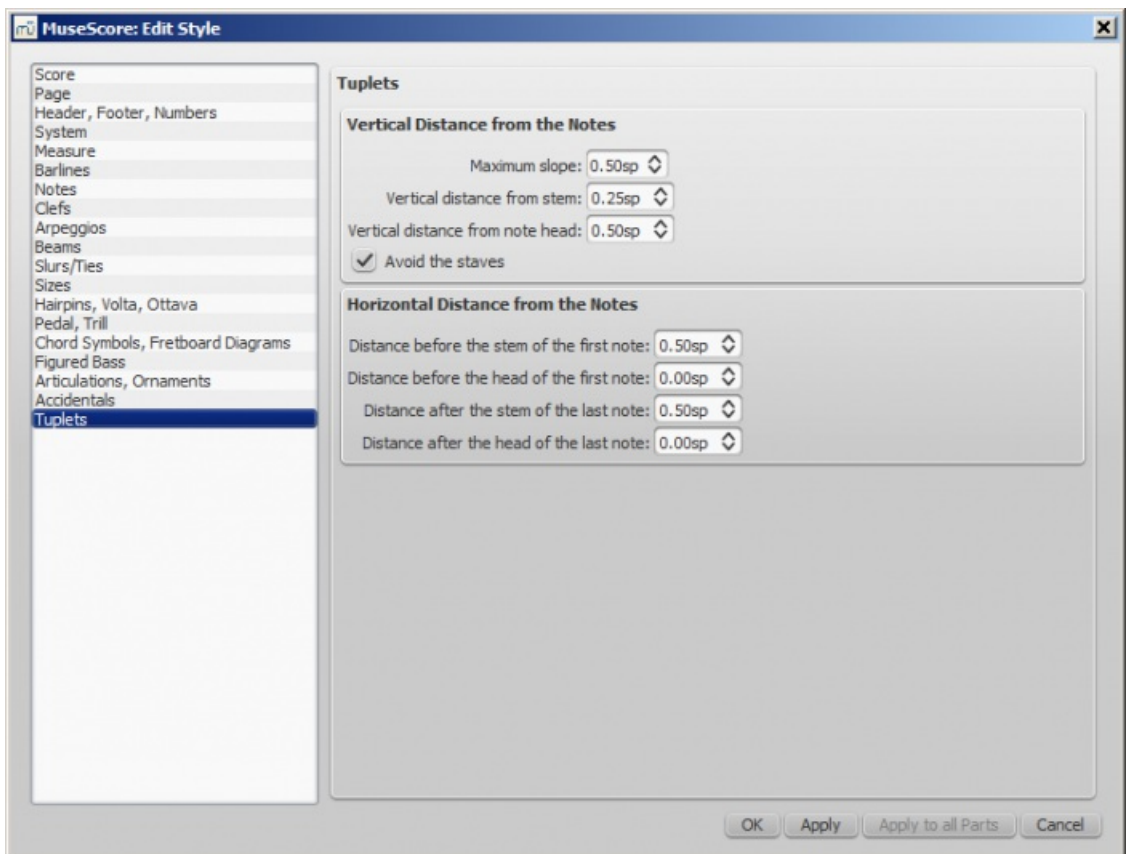 MuseScore: Edit Style
Score
Page
Header, Footer, Numbers
System
Measure
Barlines
Notes
Clefs
Arpeggios
Beams
Slurs/Ties
Sizes
Hairpins, Volta, Ottava
Pedal, Trill
Chord Symbols, Fretboard Diagrams
Figured Bass
Articulations, Ornaments
Accidentals
Tuplets
Tuplets
Vertical Distance from the Notes
Maximum slope: 0.50sp
Vertical distance from stem: 0.25sp
Vertical distance from note head: 0.50sp
Avoid the staves
Horizontal Distance from the Notes
Distance before the stem of the first note: 0.50sp
Distance before the head of the first note: 0.00sp
Distance after the stem of the last note: 0.50sp
Distance after the head of the last note: 0.00sp
OK Apply Apply to all Parts Cancel